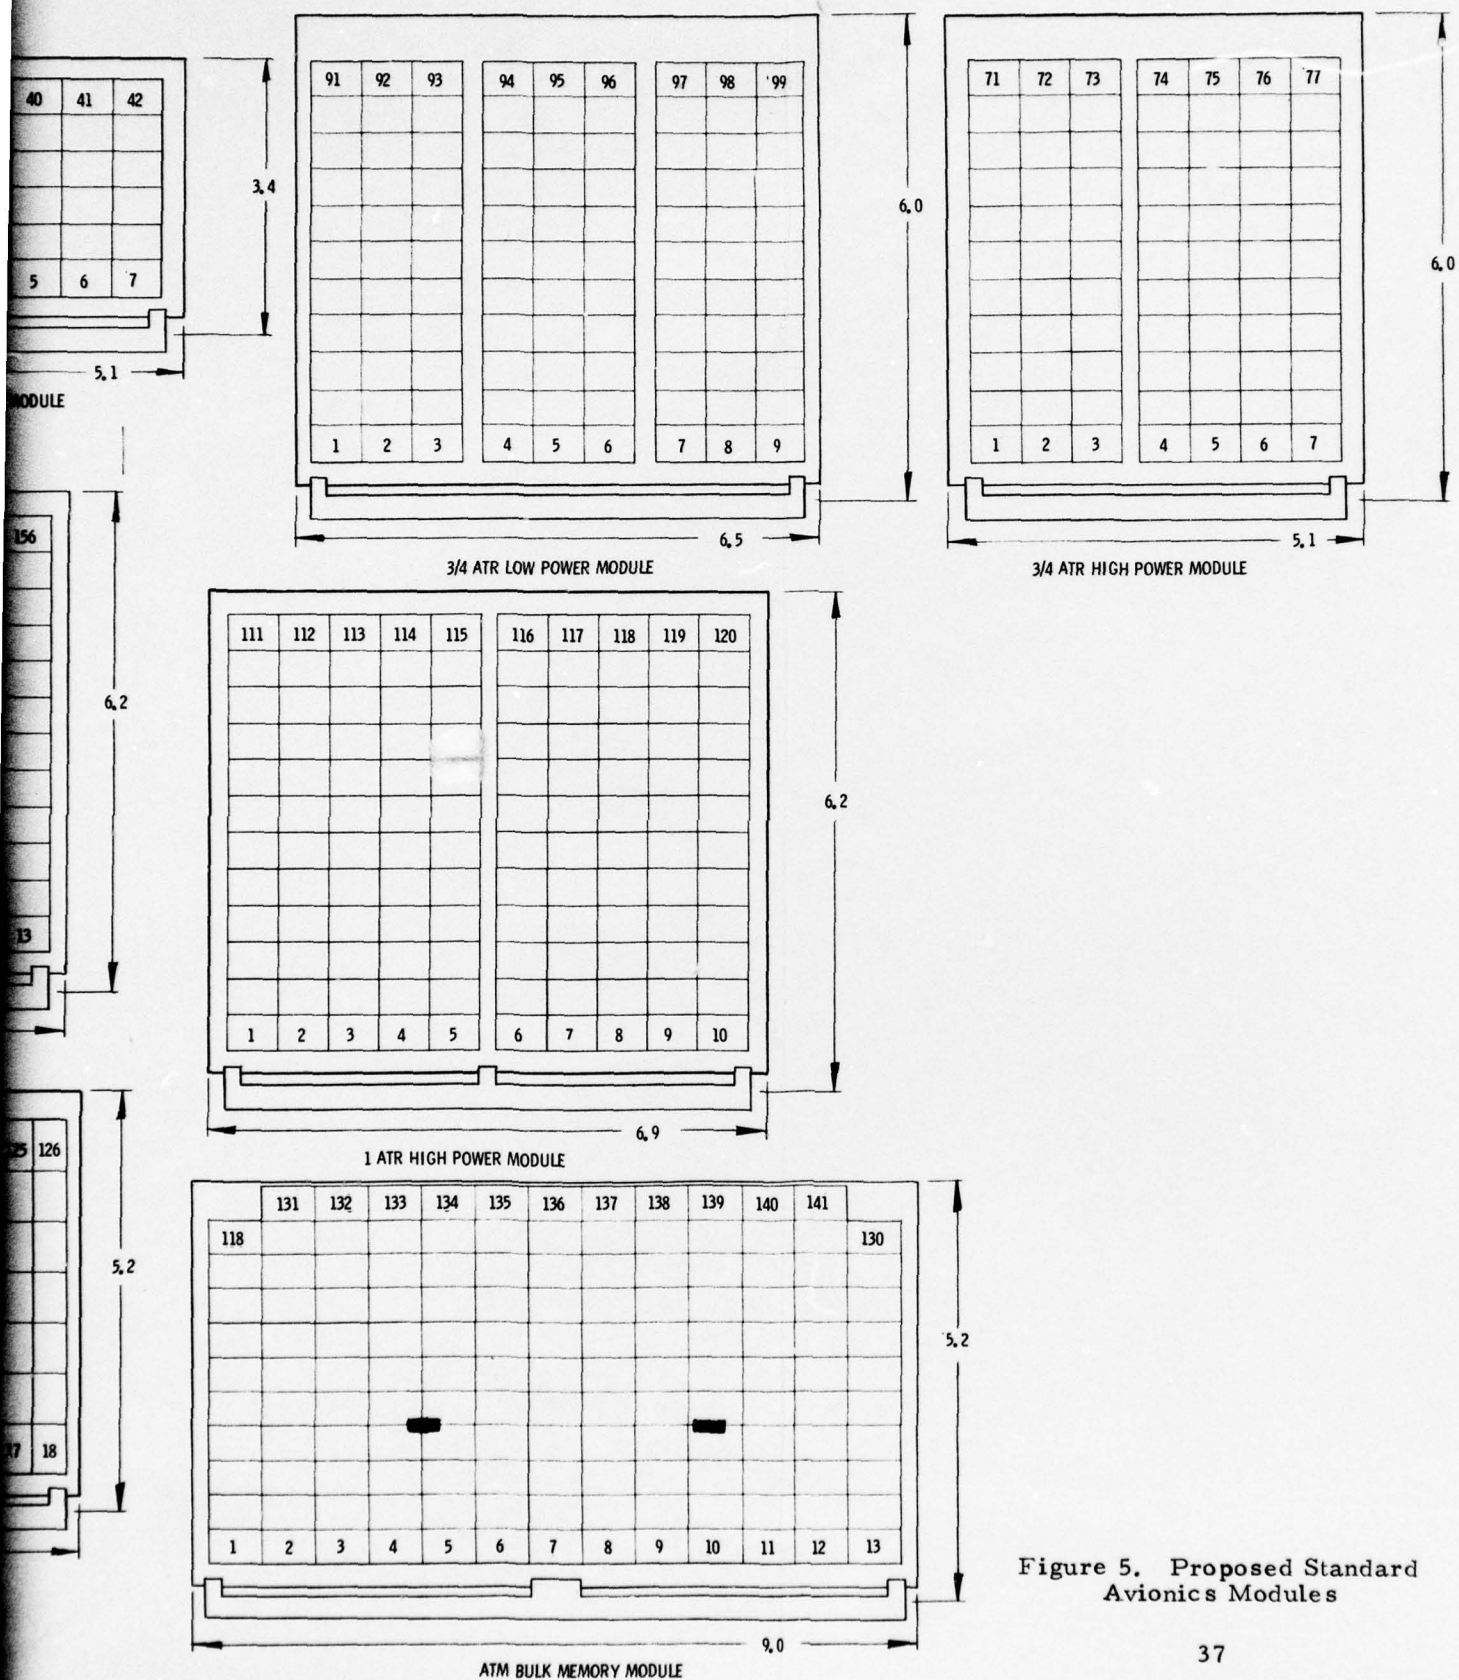 40 41 42
5 6 7
3.4
5.1
MODULE
91 92 93 94 95 96 97 98 99
1 2 3 4 5 6 7 8 9
6.0
6.5
3/4 ATR LOW POWER MODULE
71 72 73 74 75 76 77
1 2 3 4 5 6 7
6.0
5.1
3/4 ATR HIGH POWER MODULE
156
13
6.2
111 112 113 114 115 116 117 118 119 120
1 2 3 4 5 6 7 8 9 10
6.2
6.9
1 ATR HIGH POWER MODULE
126
18
5.2
131 132 133 134 135 136 137 138 139 140 141
118 130
1 2 3 4 5 6 7 8 9 10 11 12 13
5.2
9.0
ATM BULK MEMORY MODULE
Figure 5. Proposed Standard
Avionics Modules
37